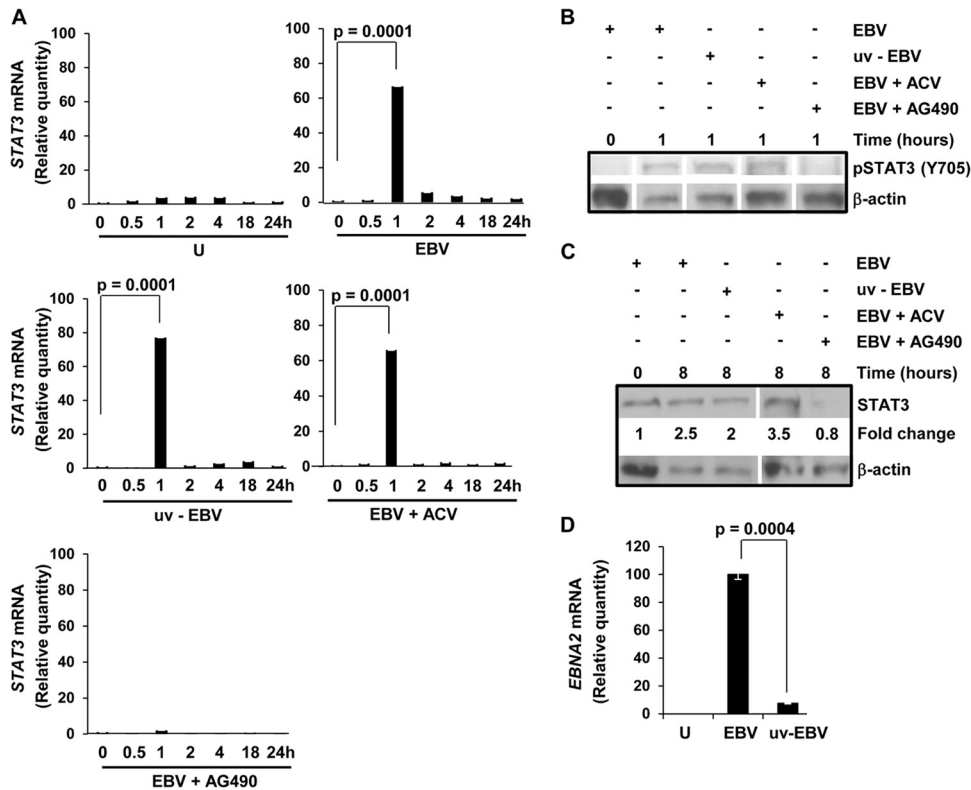 A
STAT3 mRNA
(Relative quantity)
100
80
60
40
20
0
0 0.5 1 2 4 18 24h
U
p = 0.0001
100
80
60
40
20
0
0 0.5 1 2 4 18 24h
EBV
STAT3 mRNA
(Relative quantity)
p = 0.0001
100
80
60
40
20
0
0 0.5 1 2 4 18 24h
uv - EBV
p = 0.0001
100
80
60
40
20
0
0 0.5 1 2 4 18 24h
EBV + ACV
STAT3 mRNA
(Relative quantity)
100
80
60
40
20
0
0 0.5 1 2 4 18 24h
EBV + AG490
B
+ + - - - EBV
- - + - - uv - EBV
- - - + - EBV + ACV
- - - - + EBV + AG490
0 1 1 1 1 Time (hours)
pSTAT3 (Y705)
β-actin
C
+ + - - - EBV
- - + - - uv - EBV
- - - + - EBV + ACV
- - - - + EBV + AG490
0 8 8 8 8 Time (hours)
STAT3
1 2.5 2 3.5 0.8 Fold change
β-actin
D
p = 0.0004
EBNA2 mRNA
(Relative quantity)
120
100
80
60
40
20
0
U EBV uv-EBV